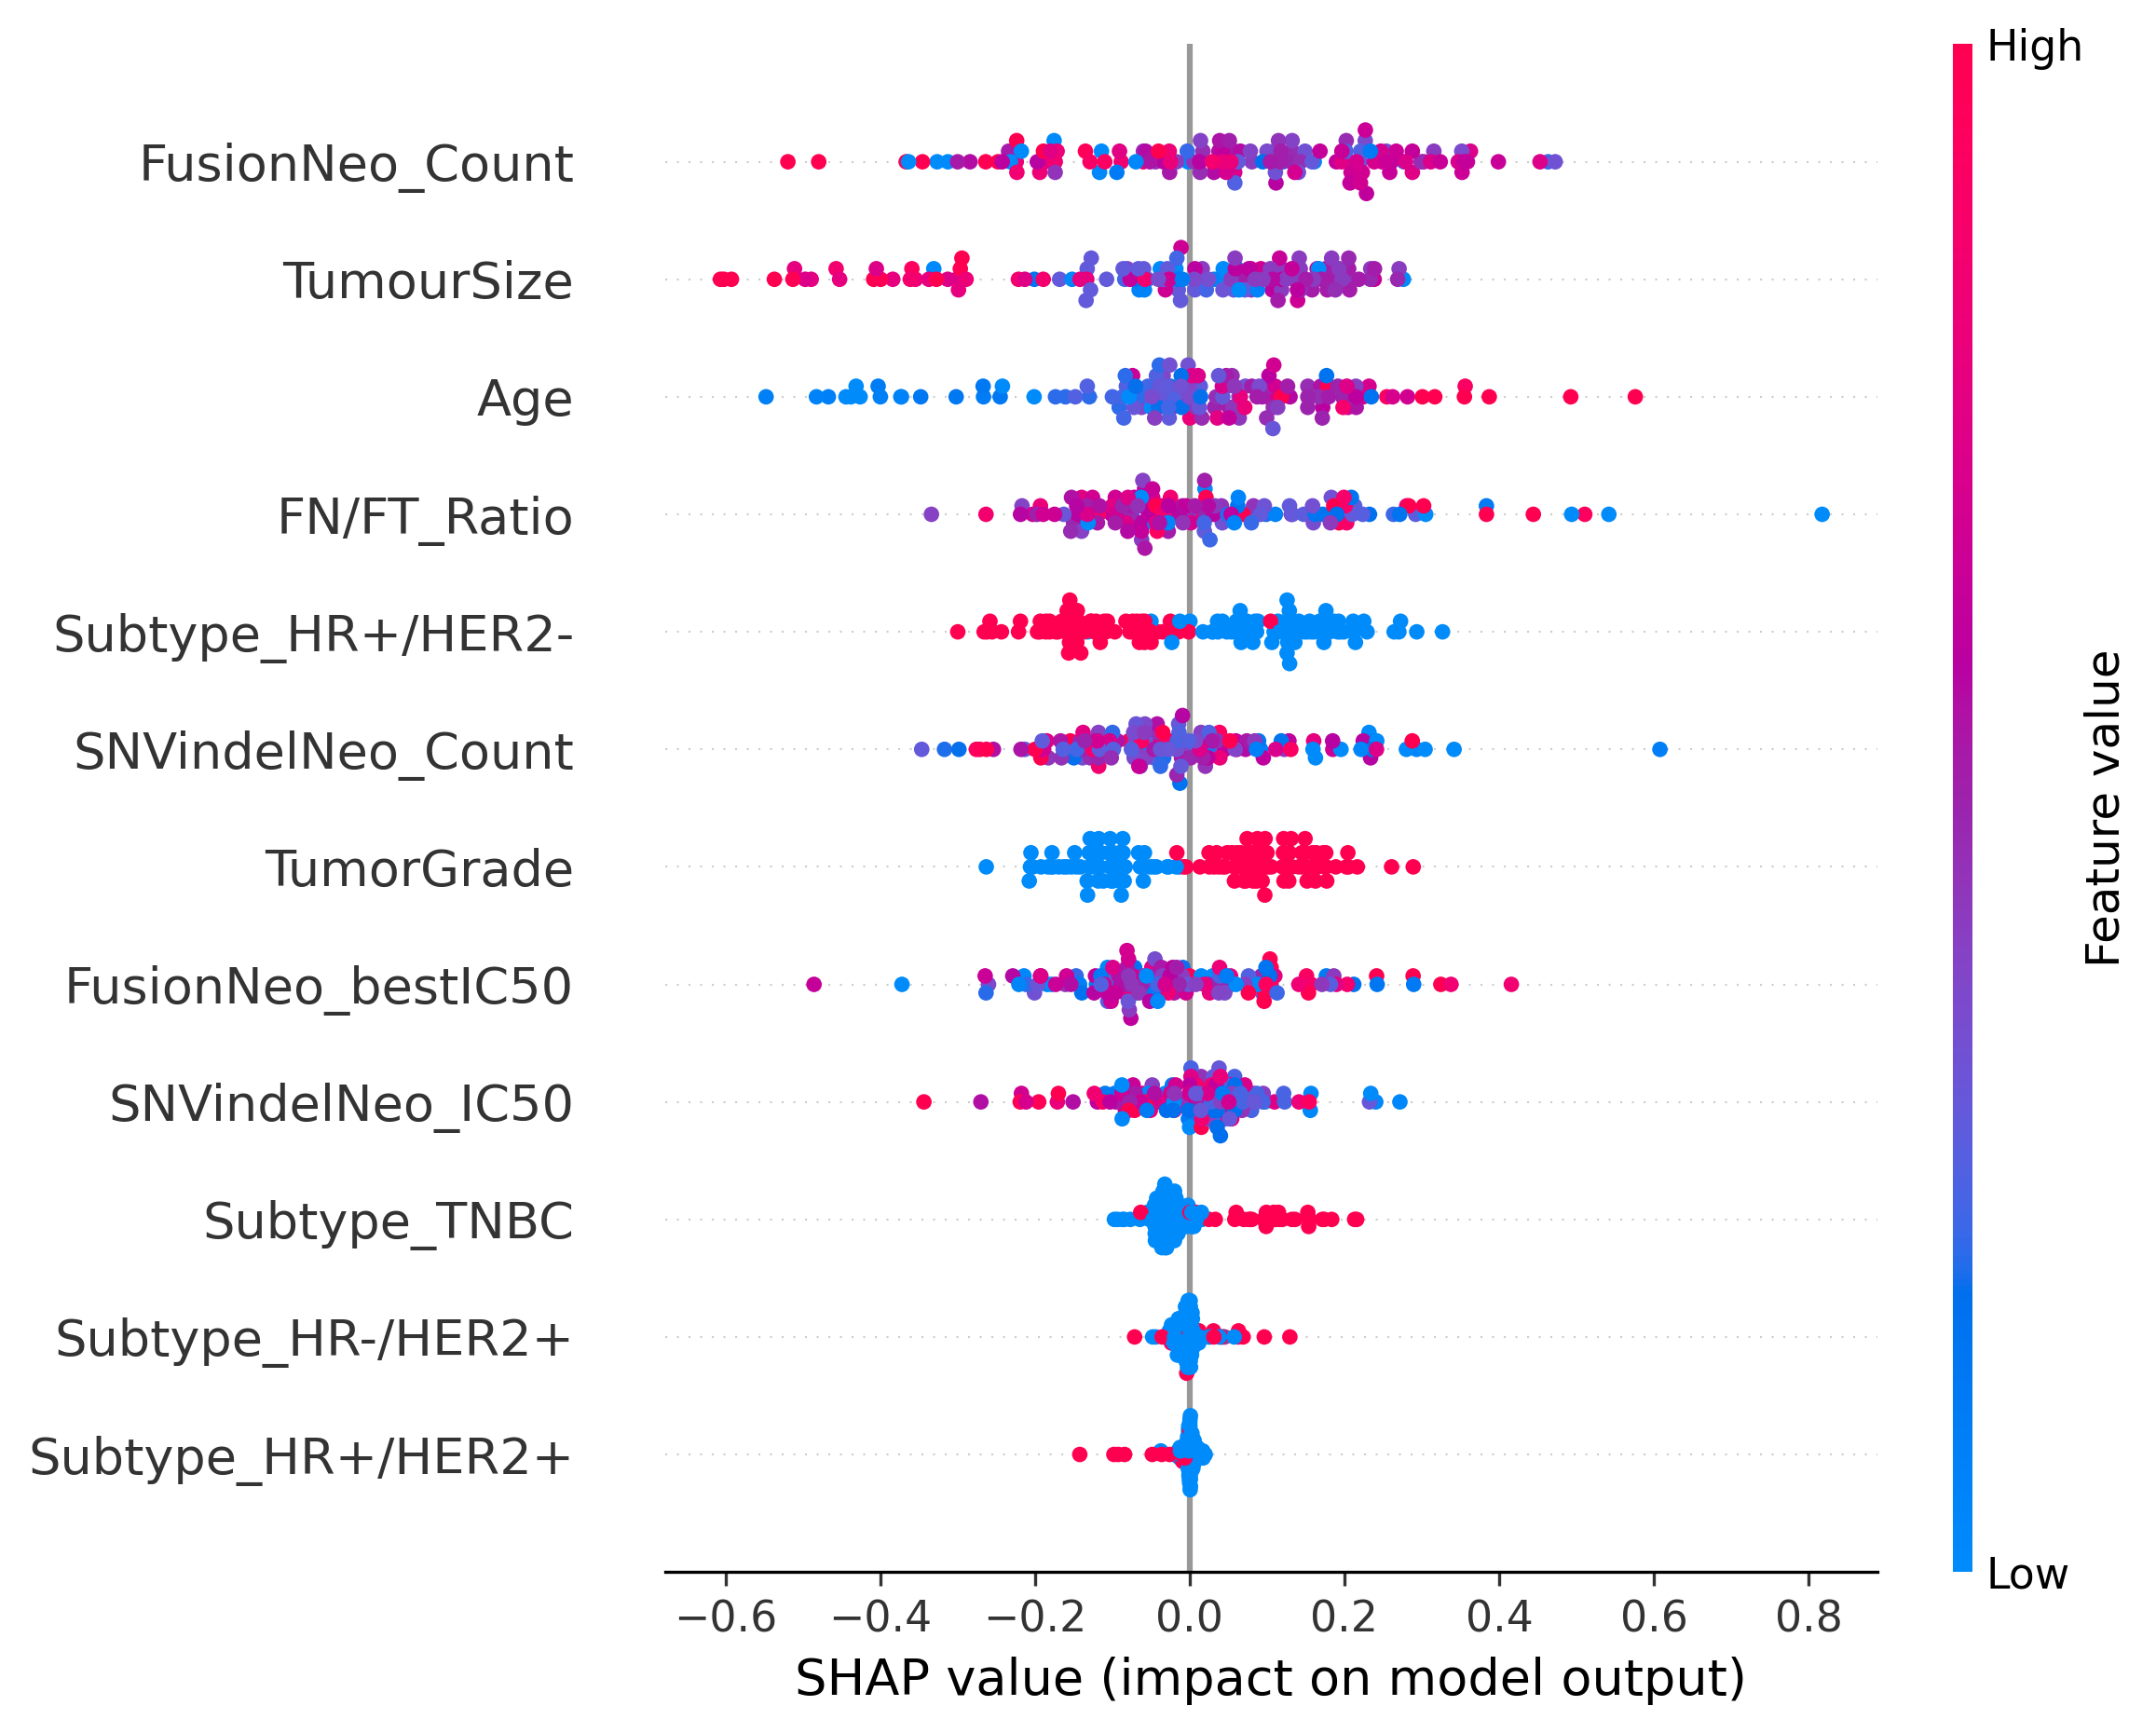 High
FusionNeo_Count
TumourSize
Age
FN/FT_Ratio
Subtype_HR+/HER2-
SNVindelNeo_Count
TumorGrade
FusionNeo_bestIC50
SNVindelNeo_IC50
Subtype_TNBC
Subtype_HR-/HER2+
Subtype_HR+/HER2+
Feature value
Low
−0.6 −0.4 −0.2 0.0 0.2 0.4 0.6 0.8
SHAP value (impact on model output)